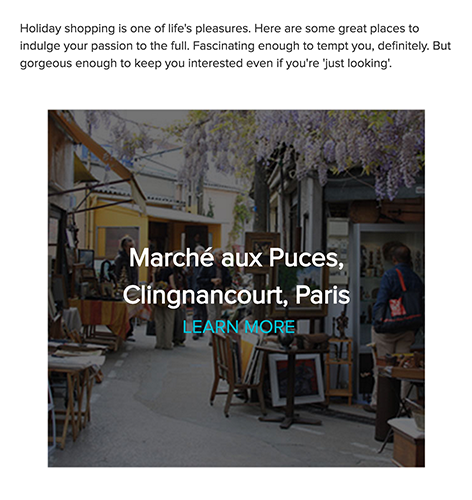 Holiday shopping is one of life's pleasures. Here are some great places to
indulge your passion to the full. Fascinating enough to tempt you, definitely. But
gorgeous enough to keep you interested even if you're 'just looking'.
Marché aux Puces,
Clingnancourt, Paris
LEARN MORE